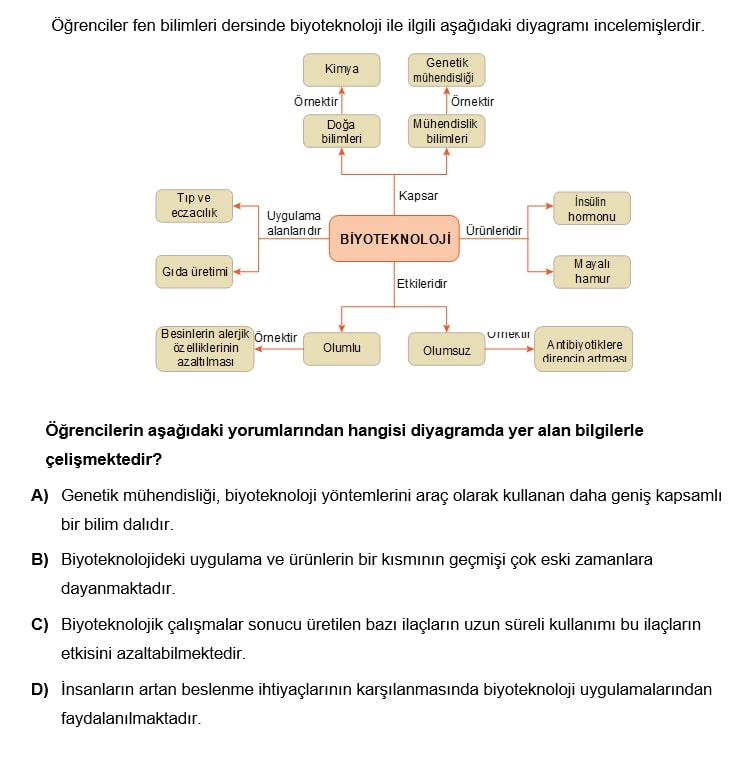 Öğrenciler fen bilimleri dersinde biyoteknoloji ile ilgili aşağıdaki diyagramı incelemişlerdir.
Kimya
Genetik
mühendisliği
Örnektir
Örnektir
Doğa
bilimleri
Mühendislik
bilimleri
Kapsar
Tıp ve
eczacılık
Uygulama
alanlarıdır
BİYOTEKNOLOJİ
Ürünleridir
İnsülin
hormonu
Gıda üretimi
Mayalı
hamur
Etkileridir
Besinlerin alerjik
özelliklerinin
azaltılması
Örnektir
Olumlu
Olumsuz
Örnektir
Antibiyotiklere
direncin artması
Öğrencilerin aşağıdaki yorumlarından hangisi diyagramda yer alan bilgilerle
çelişmektedir?
A) Genetik mühendisliği, biyoteknoloji yöntemlerini araç olarak kullanan daha geniş kapsamlı
bir bilim dalıdır.
B) Biyoteknolojideki uygulama ve ürünlerin bir kısmının geçmişi çok eski zamanlara
dayanmaktadır.
C) Biyoteknolojik çalışmalar sonucu üretilen bazı ilaçların uzun süreli kullanımı bu ilaçların
etkisini azaltabilmektedir.
D) İnsanların artan beslenme ihtiyaçlarının karşılanmasında biyoteknoloji uygulamalarından
faydalanılmaktadır.